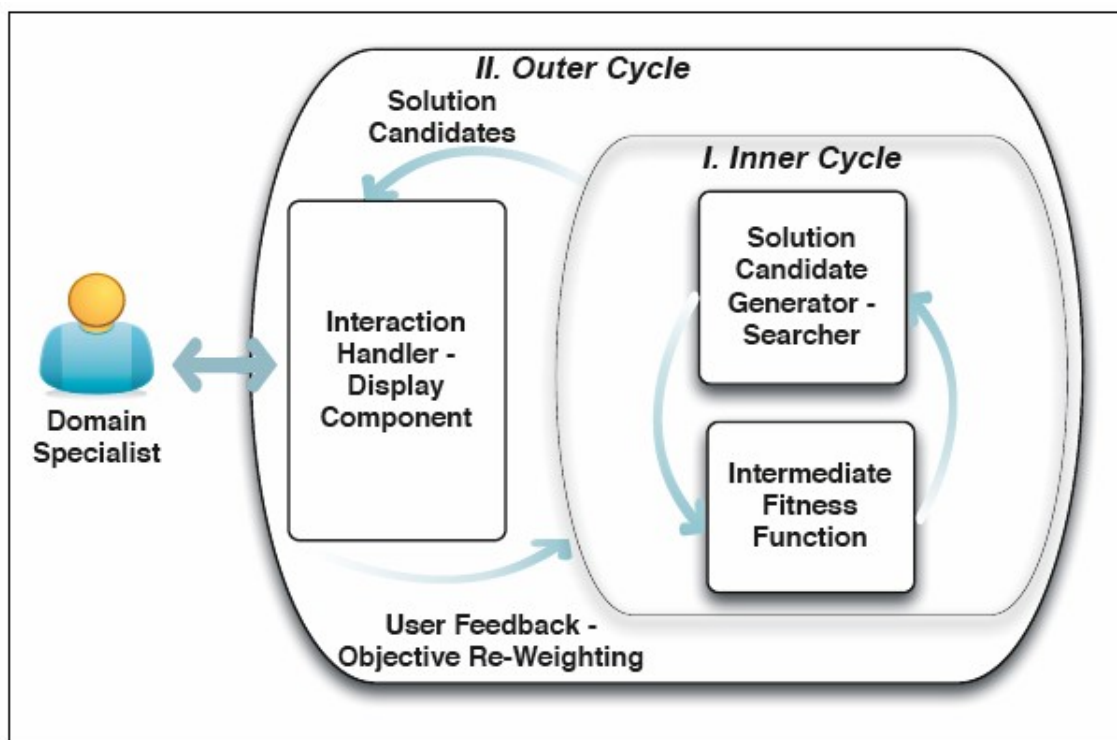 II. Outer Cycle
Solution
Candidates
I. Inner Cycle
Solution
Candidate
Generator -
Searcher
Interaction
Handler -
Display
Component
Domain
Specialist
Intermediate
Fitness
Function
User Feedback -
Objective Re-Weighting